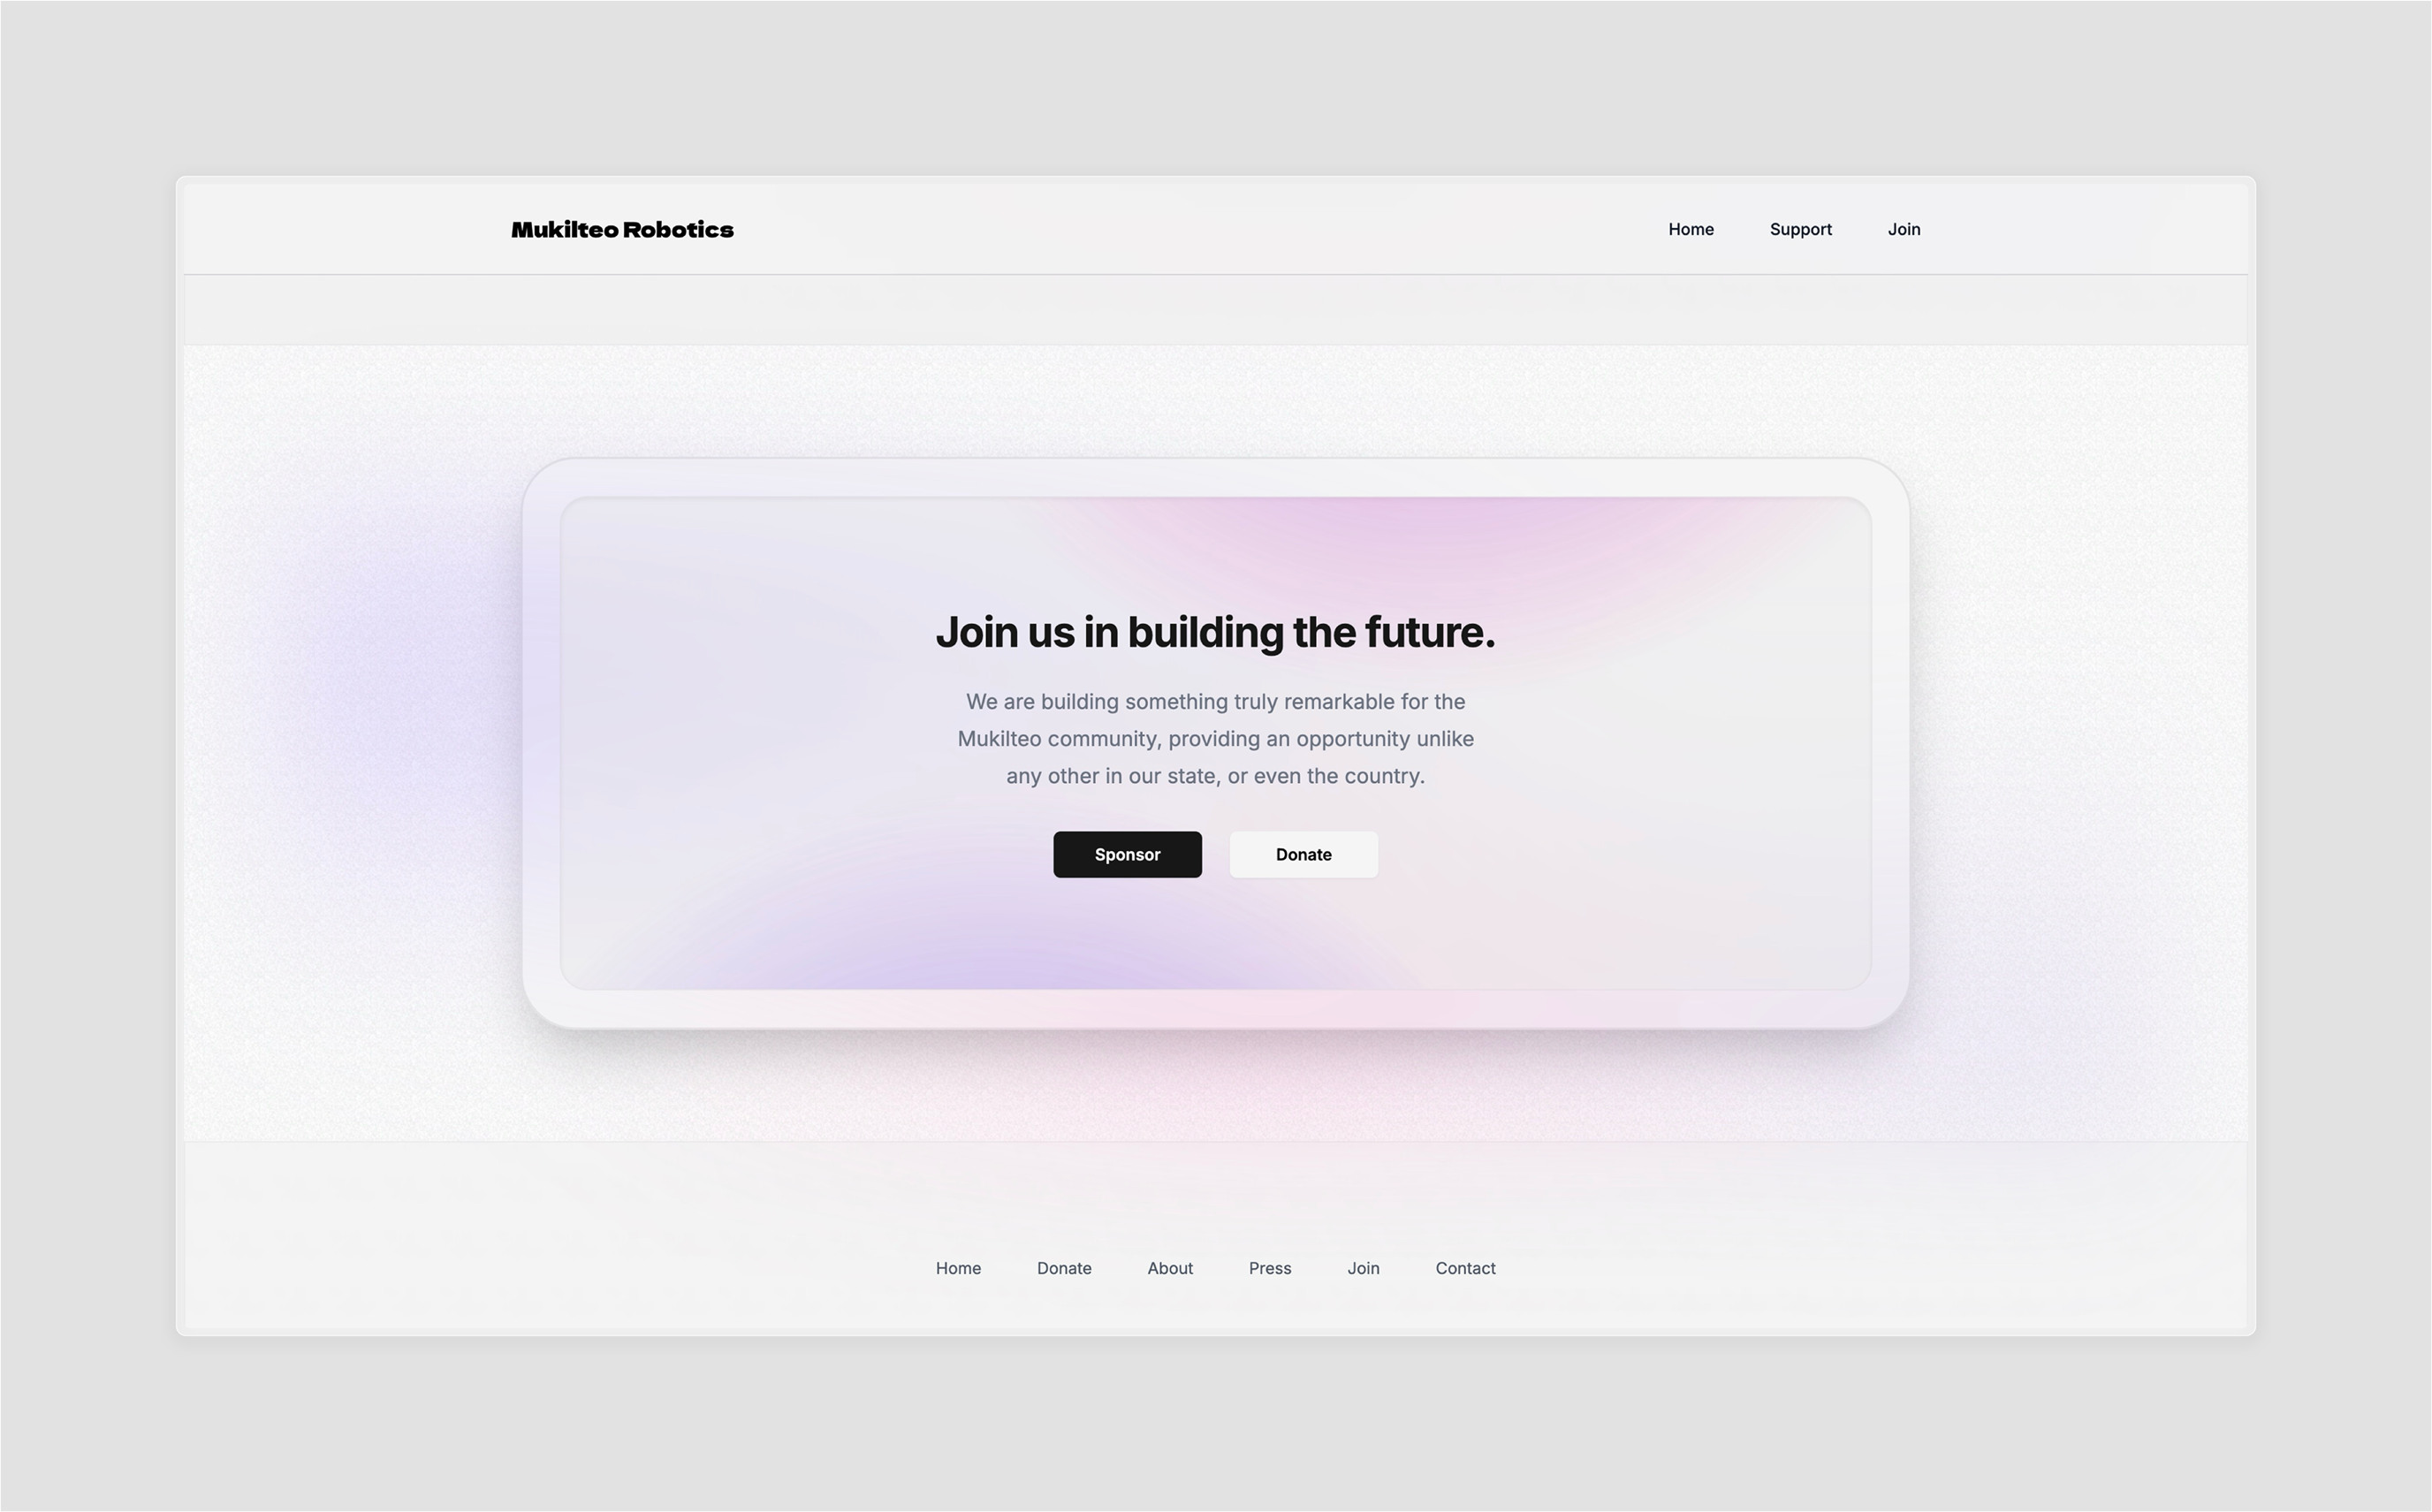 Mukilteo Robotics
Home Support Join
Join us in building the future.
We are building something truly remarkable for the
Mukilteo community, providing an opportunity unlike
any other in our state, or even the country.
Sponsor Donate
Home Donate About Press Join Contact